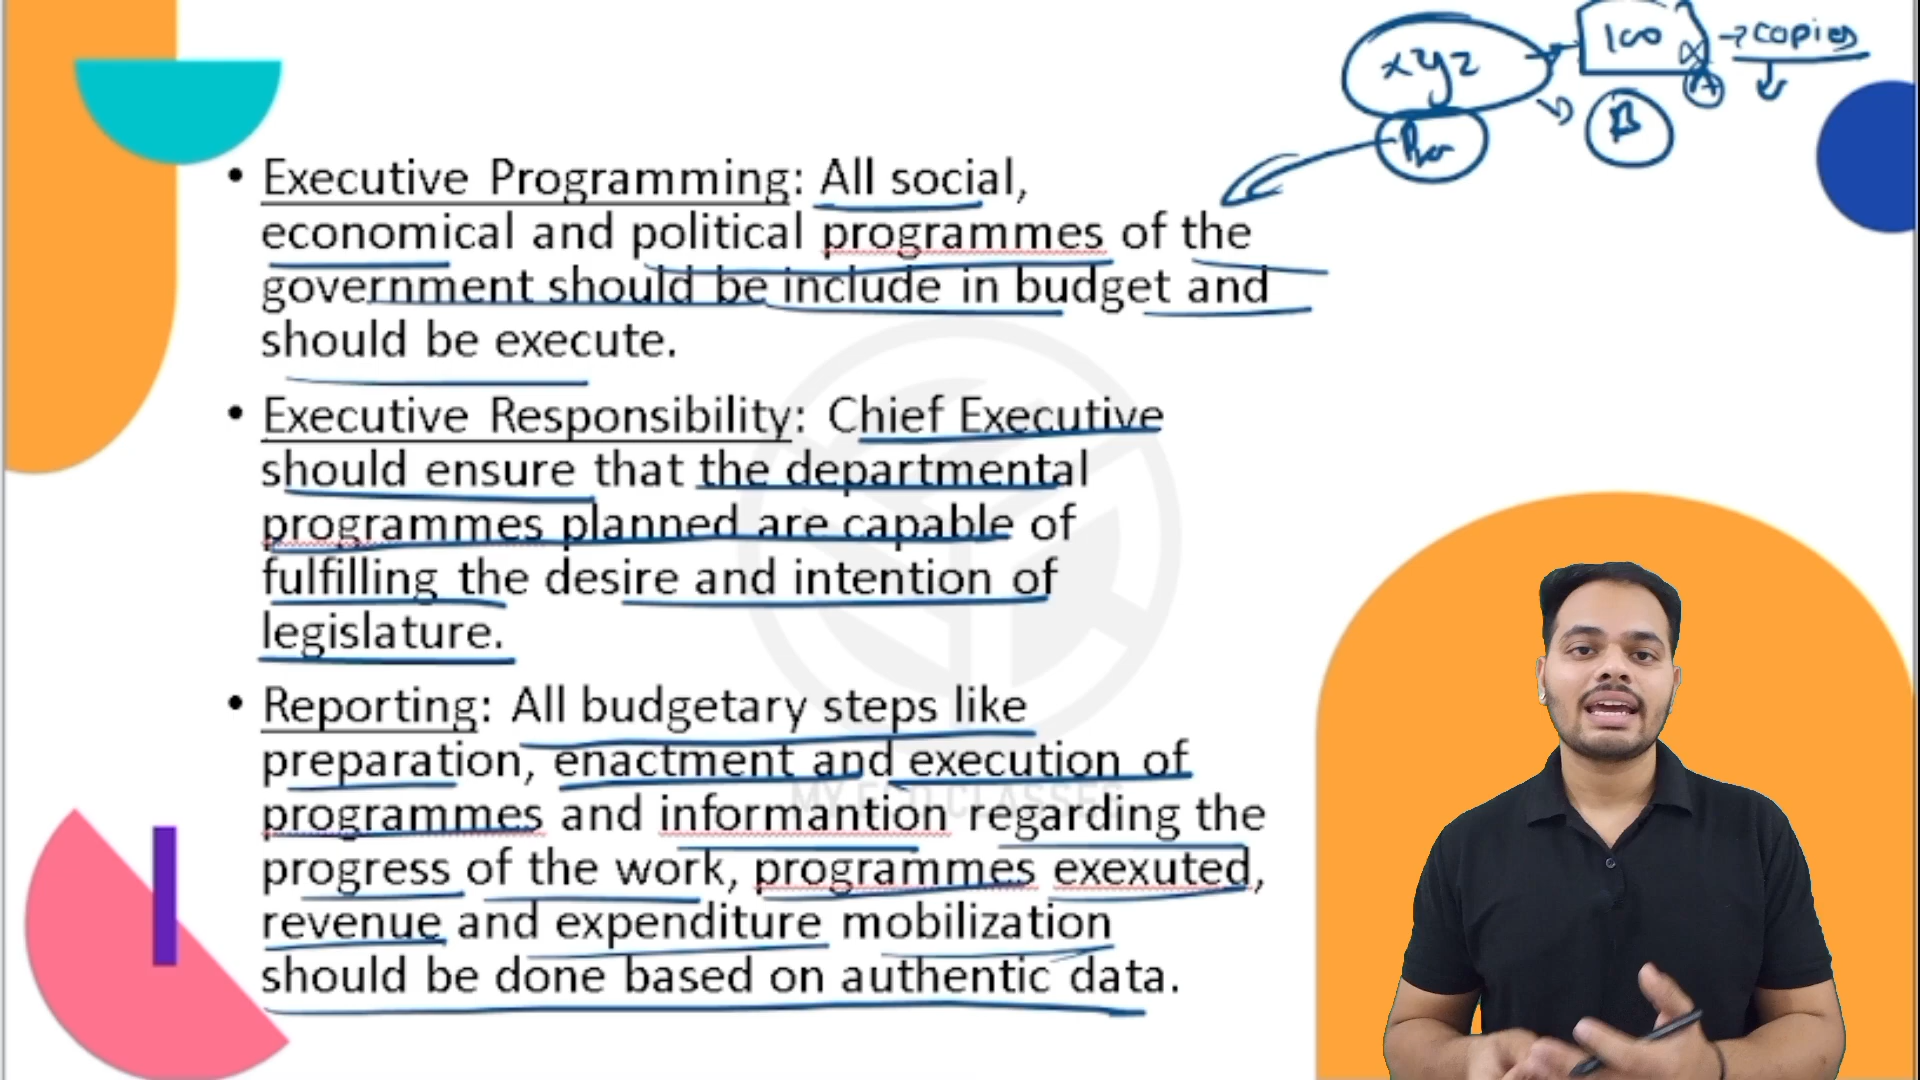 xyz
100
→ copies
A
B
• Executive Programming: All social,
economical and political programmes of the
government should be include in budget and
should be execute.
• Executive Responsibility: Chief Executive
should ensure that the departmental
programmes planned are capable of
fulfilling the desire and intention of
legislature.
• Reporting: All budgetary steps like
preparation, enactment and execution of
programmes and informantion regarding the
progress of the work, programmes exexuted,
revenue and expenditure mobilization
should be done based on authentic data.